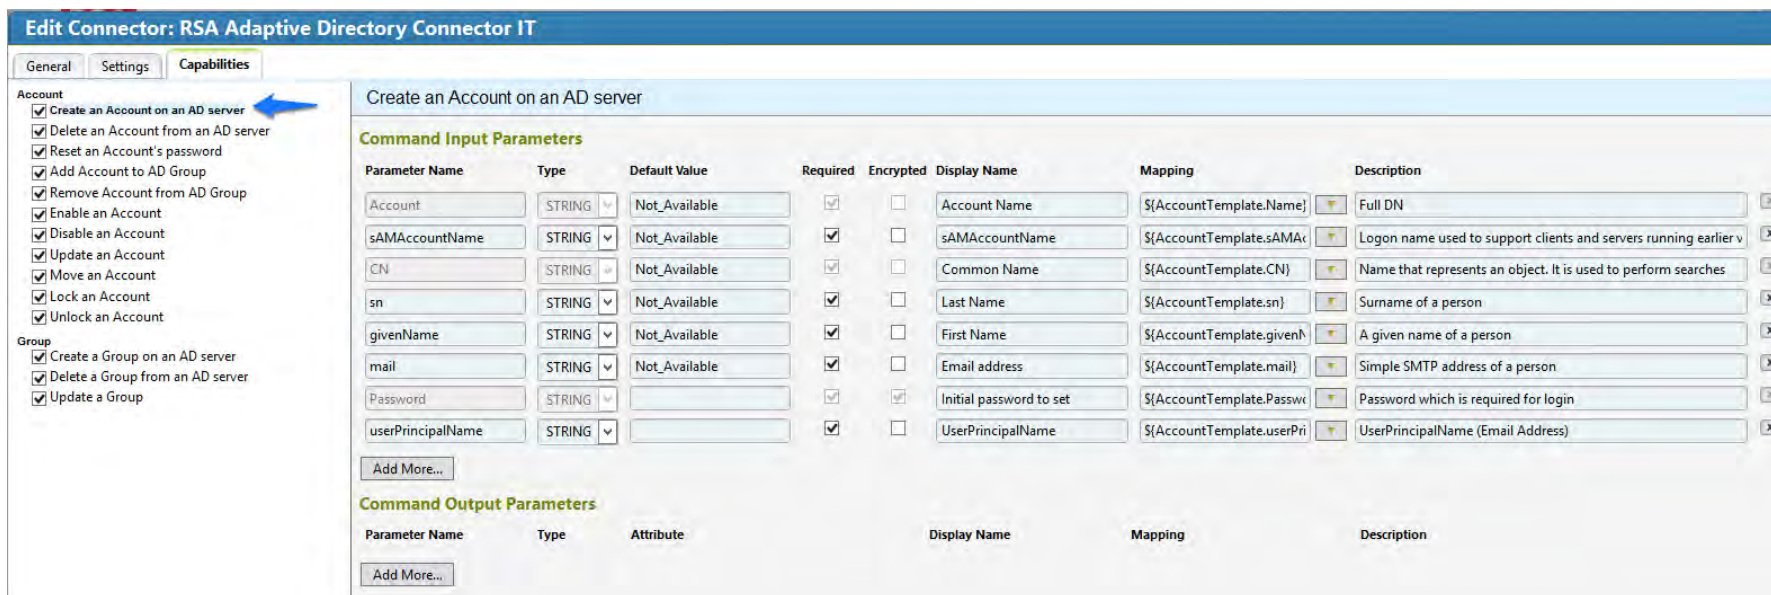 Edit Connector: RSA Adaptive Directory Connector IT
General Settings Capabilities
Account
Create an Account on an AD server
Delete an Account from an AD server
Reset an Account's password
Add Account to AD Group
Remove Account from AD Group
Enable an Account
Disable an Account
Update an Account
Move an Account
Lock an Account
Unlock an Account
Group
Create a Group on an AD server
Delete a Group from an AD server
Update a Group
Create an Account on an AD server
Command Input Parameters
Parameter Name Type Default Value Required Encrypted Display Name Mapping Description
Account STRING Not_Available Account Name ${AccountTemplate.Name} Full DN
sAMAccountName STRING Not_Available sAMAccountName ${AccountTemplate.sAMAc Logon name used to support clients and servers running earlier v
CN STRING Not_Available Common Name ${AccountTemplate.CN} Name that represents an object. It is used to perform searches
sn STRING Not_Available Last Name ${AccountTemplate.sn} Surname of a person
givenName STRING Not_Available First Name ${AccountTemplate.givenN A given name of a person
mail STRING Not_Available Email address ${AccountTemplate.mail} Simple SMTP address of a person
Password STRING Initial password to set ${AccountTemplate.Passwo Password which is required for login
userPrincipalName STRING UserPrincipalName ${AccountTemplate.userPri UserPrincipalName (Email Address)
Add More...
Command Output Parameters
Parameter Name Type Attribute Display Name Mapping Description
Add More...